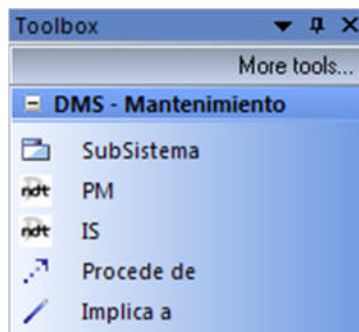 Toolbox
More tools...
DMS - Mantenimiento
SubSistema
ndt PM
ndt IS
Procede de
Implica a